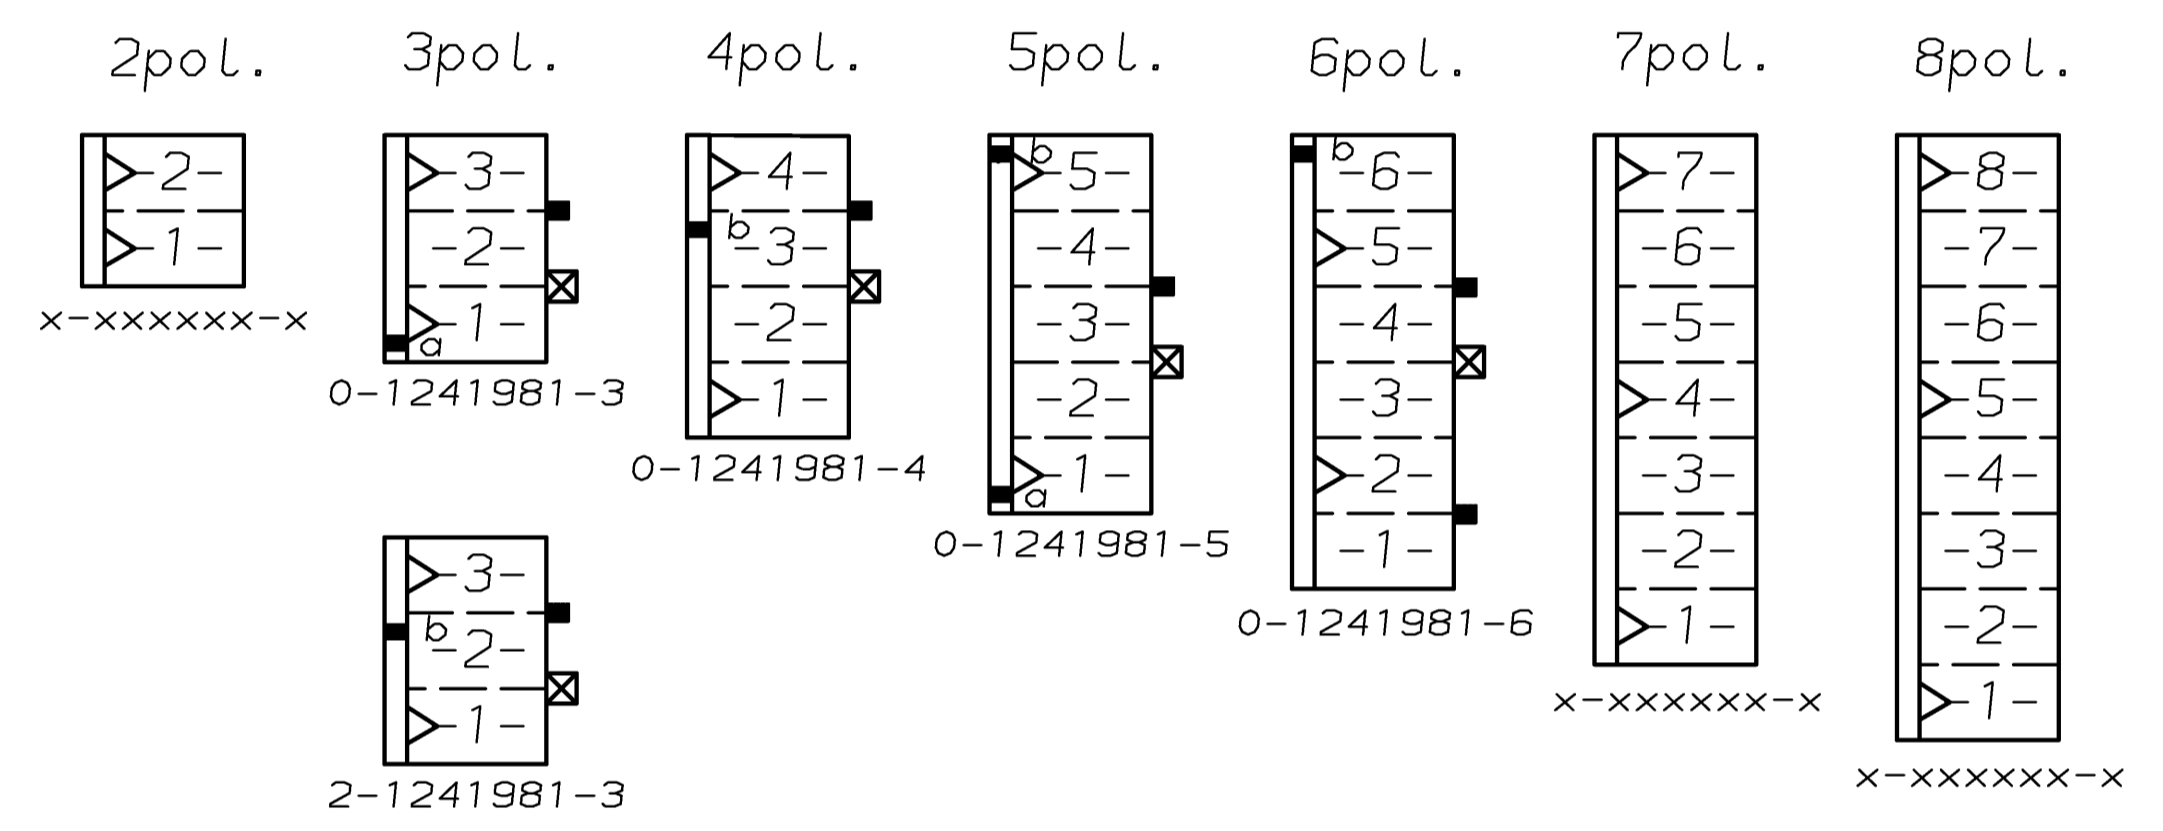 2pol.
-2-
-1-
x-xxxxxx-x
3pol.
-3-
-2-
-1-
a
0-1241981-3
-3-
b
-2-
-1-
2-1241981-3
4pol.
-4-
b
-3-
-2-
-1-
0-1241981-4
5pol.
b
-5-
-4-
-3-
-2-
-1-
a
0-1241981-5
6pol.
b
-6-
-5-
-4-
-3-
-2-
-1-
0-1241981-6
7pol.
-7-
-6-
-5-
-4-
-3-
-2-
-1-
x-xxxxxx-x
8pol.
-8-
-7-
-6-
-5-
-4-
-3-
-2-
-1-
x-xxxxxx-x